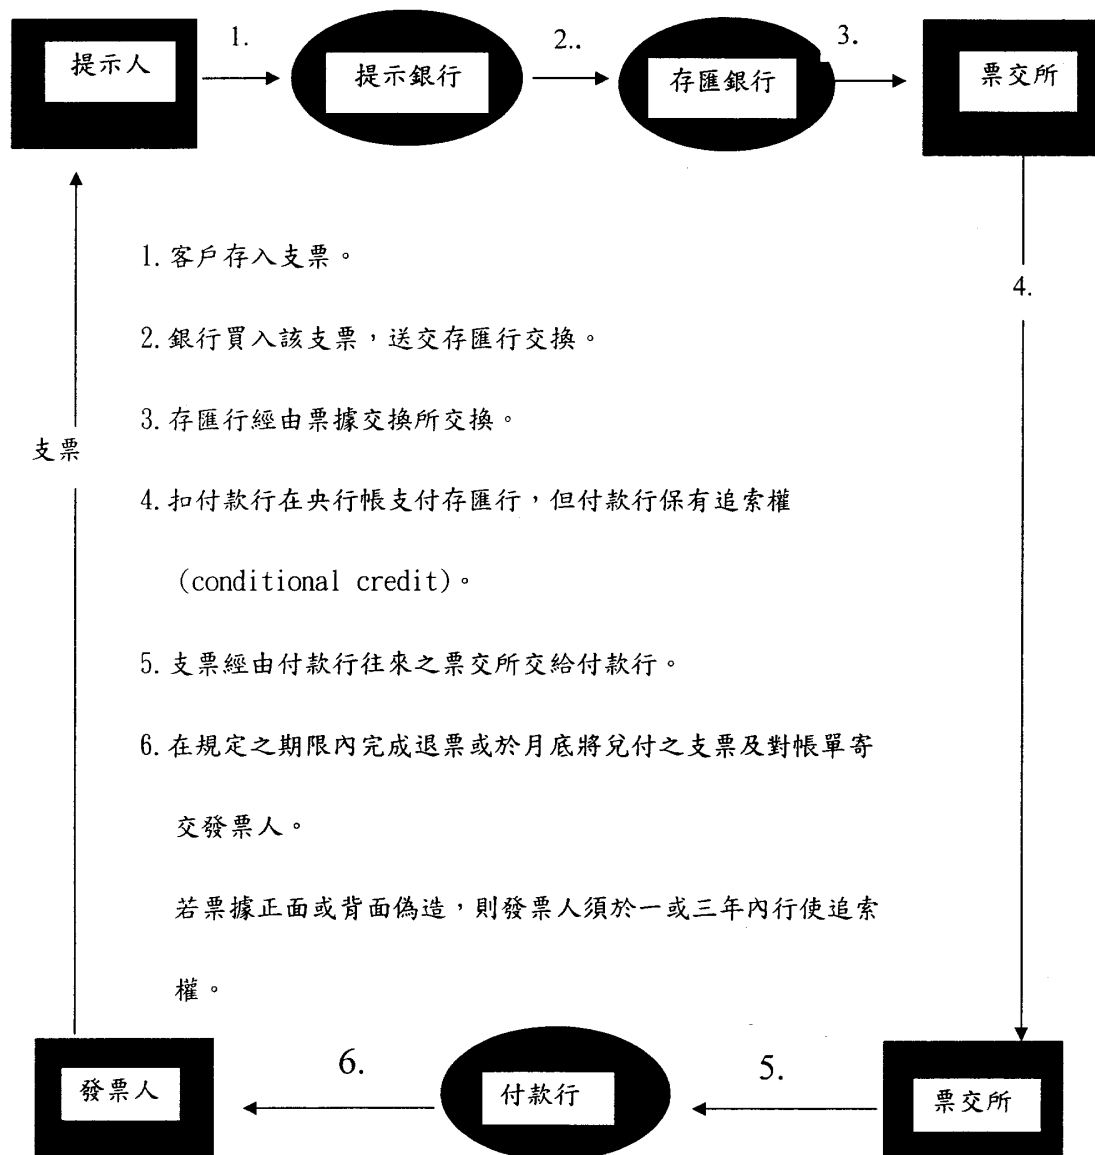 1.
2..
3.
提示人
提示銀行
存匯銀行
票交所
1.客戶存入支票。
4.
2.銀行買入該支票，送交存匯行交換。
3.存匯行經由票據交換所交換。
支票
4.扣付款行在央行帳支付存匯行，但付款行保有追索權
(conditional credit)。
5.支票經由付款行往來之票交所交給付款行。
6.在規定之期限內完成退票或於月底將兌付之支票及對帳單寄
交發票人。
若票據正面或背面偽造，則發票人須於一或三年內行使追索
權。
6.
5.
發票人
付款行
票交所